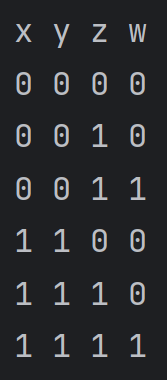 x y z w
0 0 0 0
0 0 1 0
0 0 1 1
1 1 0 0
1 1 1 0
1 1 1 1